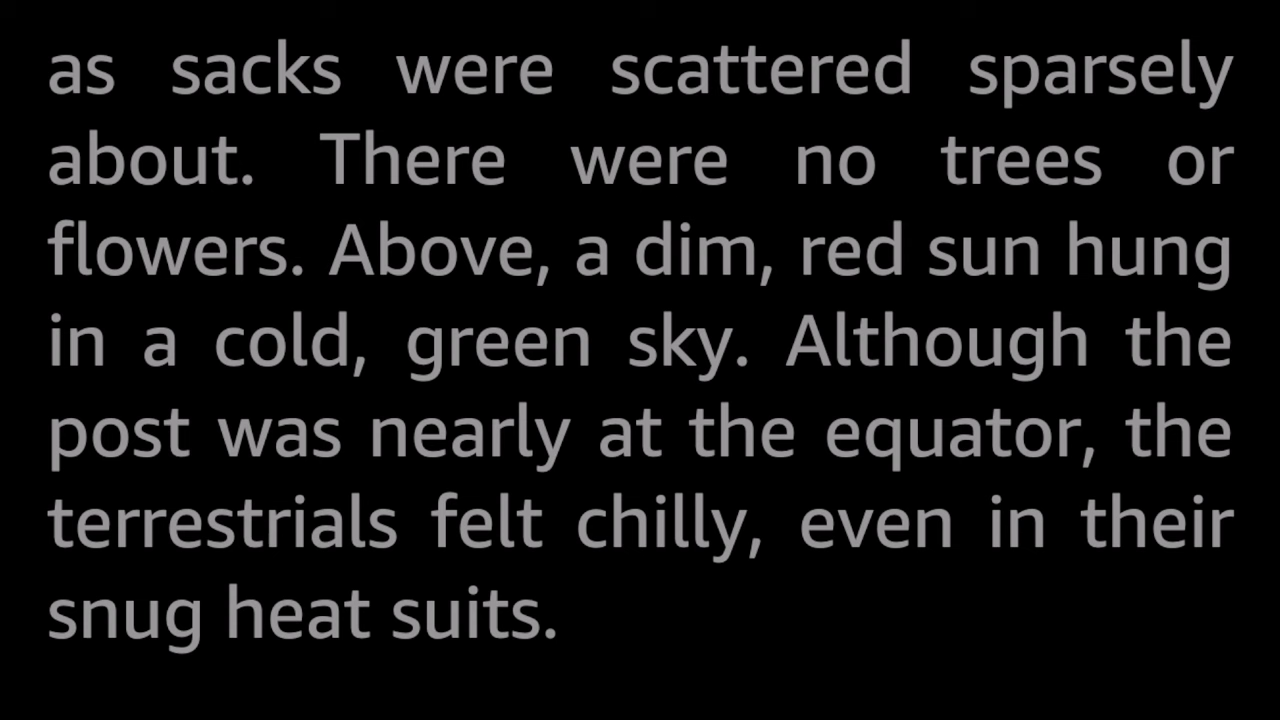 as sacks were scattered sparsely
about. There were no trees or
flowers. Above, a dim, red sun hung
in a cold, green sky. Although the
post was nearly at the equator, the
terrestrials felt chilly, even in their
snug heat suits.